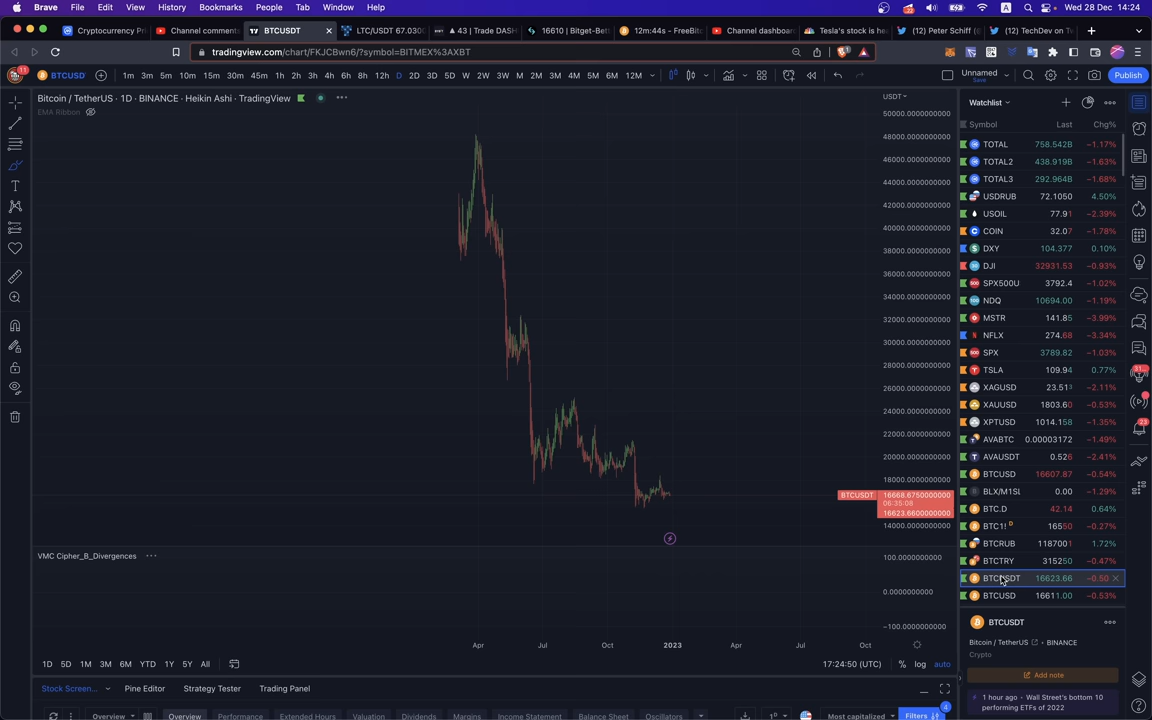 Brave File Edit View History Bookmarks People Tab Window Help 22 A Wed 28 Dec 14:24
Cryptocurrency Pr Channel comments BTCUSDT LTC/USDT 67.030 43 | Trade DASH 16610 | Bitget-Bett 12m:44s - FreeBit Channel dashboard Tesla's stock is he (12) Peter Schiff (12) TechDev on Tw
tradingview.com/chart/FKJCBwn6/?symbol=BITMEX%3AXBT
11 BTCUSD 1m 3m 5m 10m 15m 30m 45m 1h 2h 3h 4h 6h 8h 12h D 2D 3D 5D W 2W 3W M 2M 3M 4M 5M 6M 12M Unnamed Save Publish
Bitcoin / TetherUS · 1D · BINANCE · Heikin Ashi · TradingView
EMA Ribbon
USDT
50000.0000000000
48000.0000000000
46000.0000000000
44000.0000000000
42000.0000000000
40000.0000000000
38000.0000000000
36000.0000000000
34000.0000000000
32000.0000000000
30000.0000000000
28000.0000000000
26000.0000000000
24000.0000000000
22000.0000000000
20000.0000000000
18000.0000000000
BTCUSDT 16668.6750000000
06:35:08
16623.6600000000
14000.0000000000
VMC Cipher_B_Divergences
100.0000000000
0.0000000000
−100.0000000000
Apr Jul Oct 2023 Apr Jul Oct
1D 5D 1M 3M 6M YTD 1Y 5Y All 17:24:50 (UTC) % log auto
Stock Screen... Pine Editor Strategy Tester Trading Panel
Overview Overview Performance Extended Hours Valuation Dividends Margins Income Statement Balance Sheet Oscillators 1D Most capitalized Filters 4
Watchlist
Symbol Last Chg%
TOTAL 758.542B −1.17%
TOTAL2 438.919B −1.63%
TOTAL3 292.964B −1.68%
USDRUB 72.1050 4.50%
USOIL 77.91 −2.39%
COIN 32.07 −1.78%
DXY 104.377 0.10%
DJI 32931.53 −0.93%
SPX500U 3792.4 −1.02%
NDQ 10694.00 −1.19%
MSTR 141.85 −3.99%
NFLX 274.68 −3.34%
SPX 3789.82 −1.03%
TSLA 109.94 0.77%
XAGUSD 23.513 −2.11%
XAUUSD 1803.60 −0.53%
XPTUSD 1014.158 −1.35%
AVABTC 0.00003172 −1.49%
AVAUSDT 0.526 −2.41%
BTCUSD 16607.87 −0.54%
BLX/M1SL 0.00 −1.29%
BTC.D 42.14 0.64%
BTC1! D 16550 −0.27%
BTCRUB 1187001 1.72%
BTCTRY 315250 −0.47%
BTCUSDT 16623.66 −0.50
BTCUSD 16611.00 −0.53%
BTCUSDT
Bitcoin / TetherUS • BINANCE
Crypto
Add note
1 hour ago • Wall Street's bottom 10
performing ETFs of 2022
31...
23